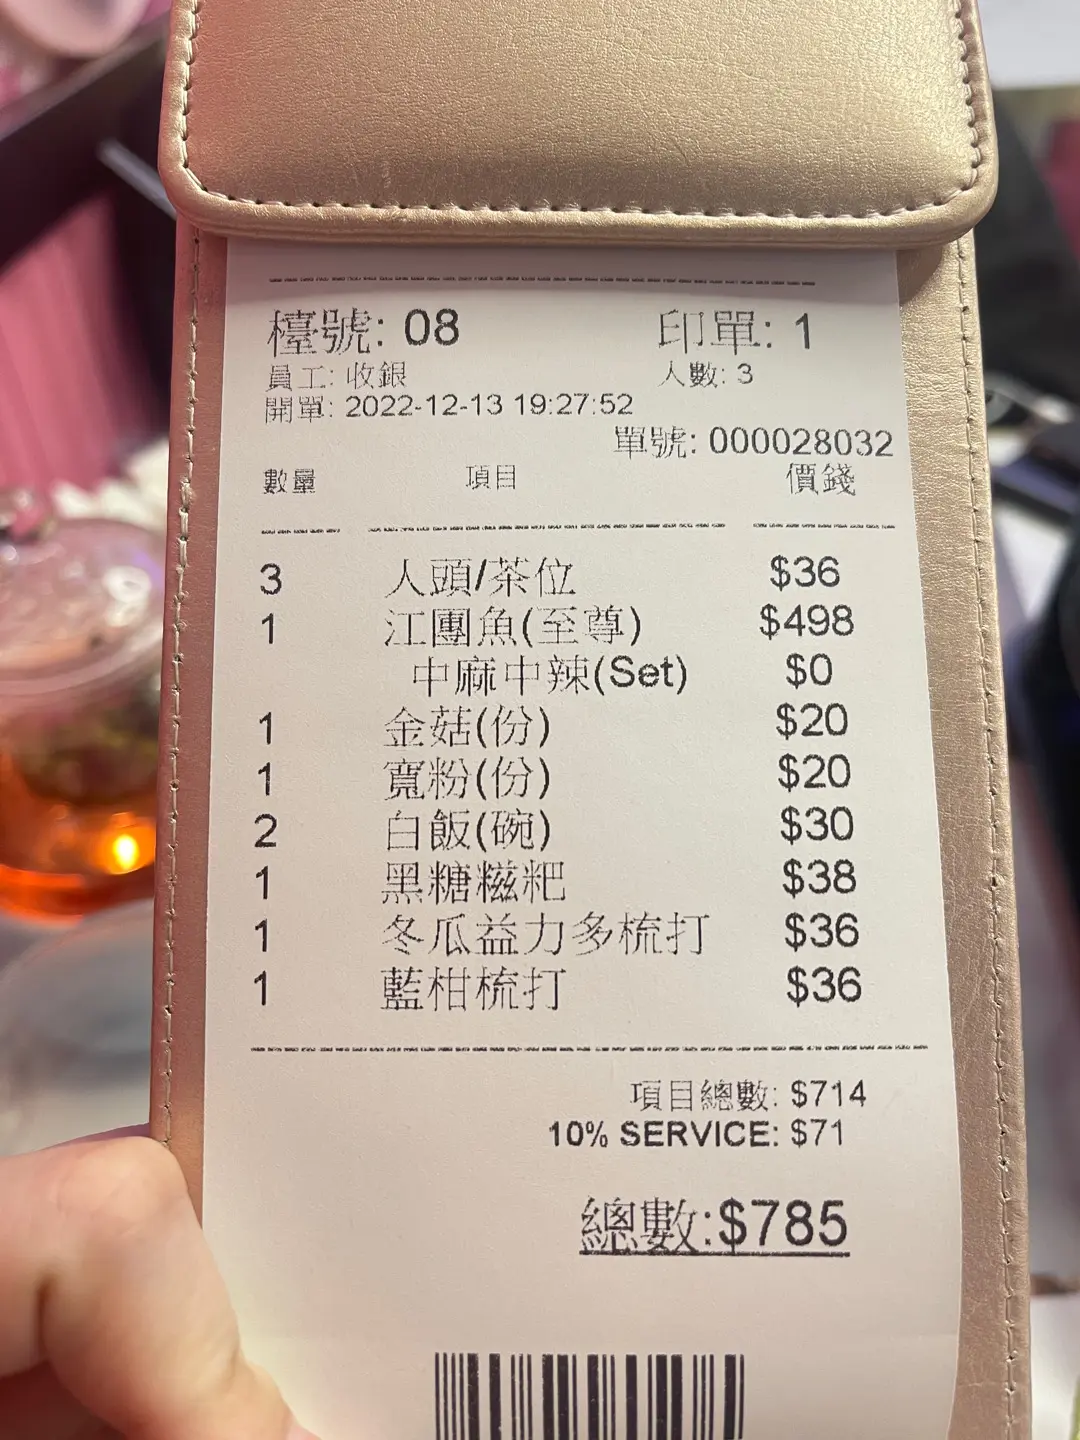 檯號: 08 印單: 1
員工: 收銀 人數: 3
開單: 2022-12-13 19:27:52
單號: 000028032
數量 項目 價錢
3 人頭/茶位 $36
1 江團魚(至尊) $498
中麻中辣(Set) $0
1 金菇(份) $20
1 寬粉(份) $20
2 白飯(碗) $30
1 黑糖糍粑 $38
1 冬瓜益力多梳打 $36
1 藍柑梳打 $36
項目總數: $714
10% SERVICE: $71
總數:$785